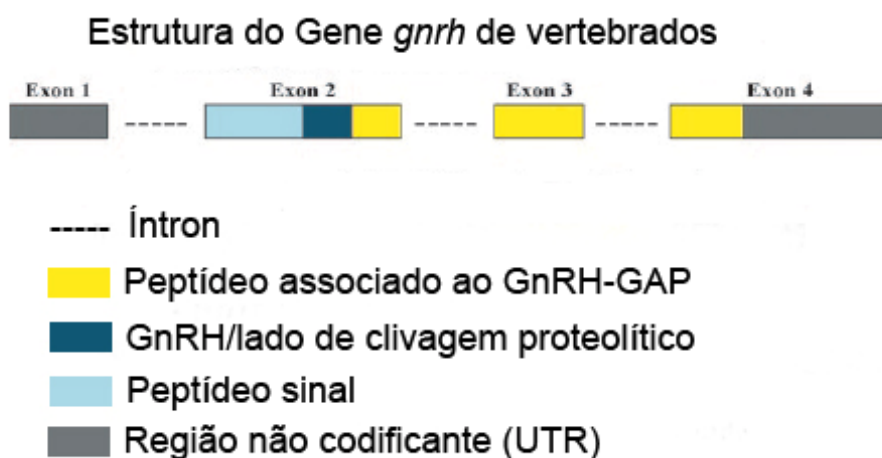 Estrutura do Gene gnrh de vertebrados
Exon 1 Exon 2 Exon 3 Exon 4
----- Íntron
Peptídeo associado ao GnRH-GAP
GnRH/lado de clivagem proteolítico
Peptídeo sinal
Região não codificante (UTR)